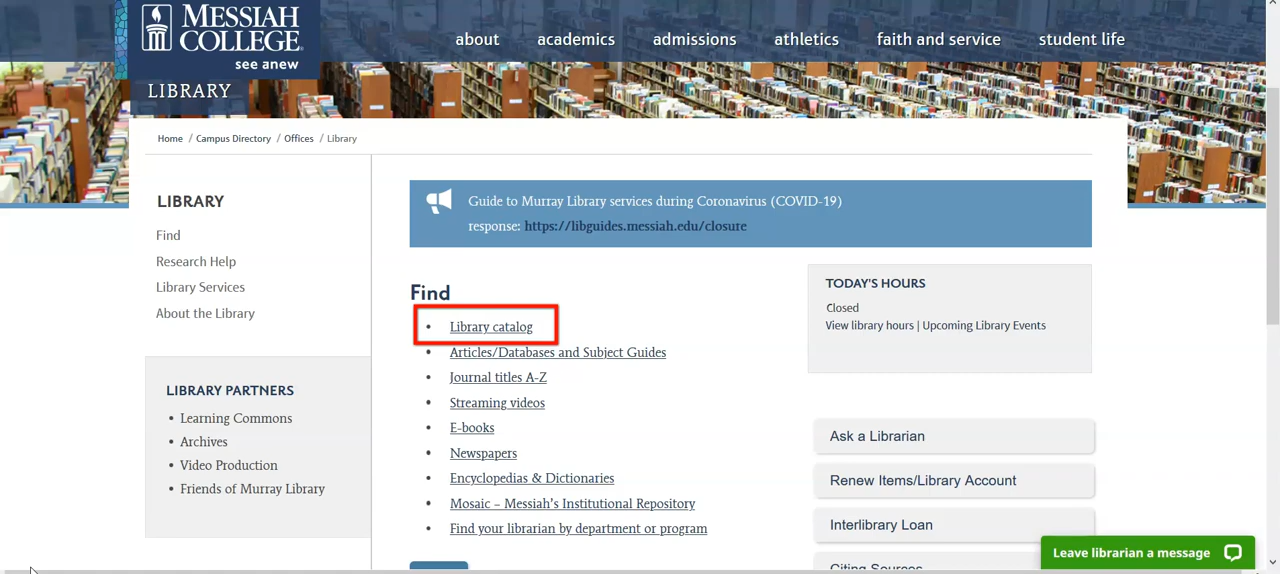 MESSIAH
COLLEGE
see anew
about academics admissions athletics faith and service student life
LIBRARY
Home / Campus Directory / Offices / Library
LIBRARY
Find
Research Help
Library Services
About the Library
LIBRARY PARTNERS
• Learning Commons
• Archives
• Video Production
• Friends of Murray Library
Guide to Murray Library services during Coronavirus (COVID-19)
response: https://libguides.messiah.edu/closure
Find
• Library catalog
• Articles/Databases and Subject Guides
• Journal titles A-Z
• Streaming videos
• E-books
• Newspapers
• Encyclopedias & Dictionaries
• Mosaic – Messiah's Institutional Repository
• Find your librarian by department or program
TODAY'S HOURS
Closed
View library hours | Upcoming Library Events
Ask a Librarian
Renew Items/Library Account
Interlibrary Loan
Citing Sources
Leave librarian a message